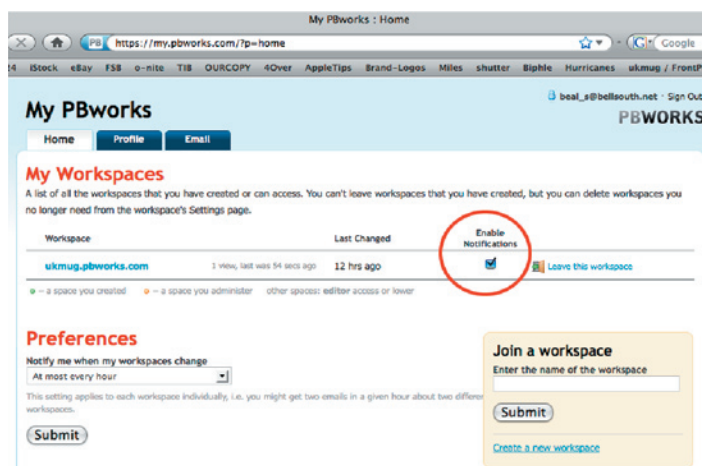 My PBworks : Home
PB https://my.pbworks.com/?p=home
Google
iStock eBay FSB o-nite TIB OURCOPY 4Over AppleTips Brand-Logos Miles shutter Biphle Hurricanes ukmug / FrontP
beal_s@bellsouth.net · Sign Out
My PBworks
PBWORKS
Home Profile Email
My Workspaces
A list of all the workspaces that you have created or can access. You can't leave workspaces that you have created, but you can delete workspaces you
no longer need from the workspace's Settings page.
Workspace Last Changed Enable
Notifications
ukmug.pbworks.com 1 view, last was 54 secs ago 12 hrs ago Leave this workspace
– a space you created – a space you administer other spaces: editor access or lower
Preferences
Notify me when my workspaces change
At most every hour
This setting applies to each workspace individually, i.e. you might get two emails in a given hour about two differen
workspaces.
Submit
Join a workspace
Enter the name of the workspace
Submit
Create a new workspace